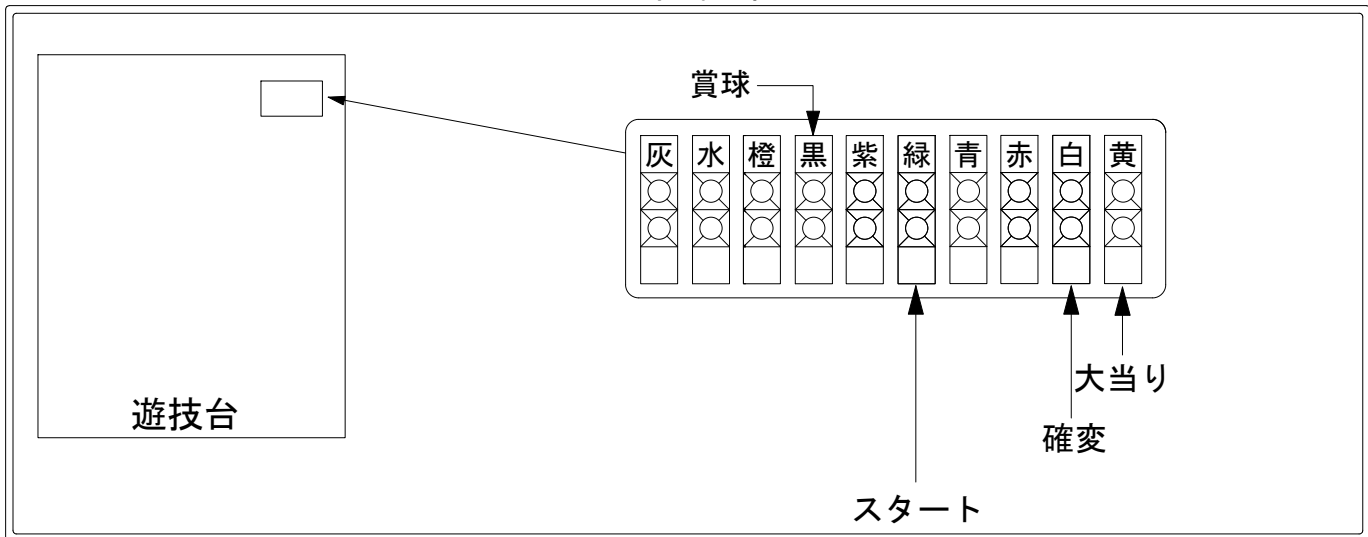 賞球
灰 水 橙 黒 紫 緑 青 赤 白 黄
大当り
遊技台
確変
スタート